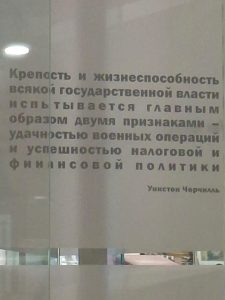 Крепость и жизнеспособность
всякой государственной власти
испытывается главным
образом двумя признаками –
удачностью военных операций
и успешностью налоговой и
финансовой политики
Уинстон Черчилль